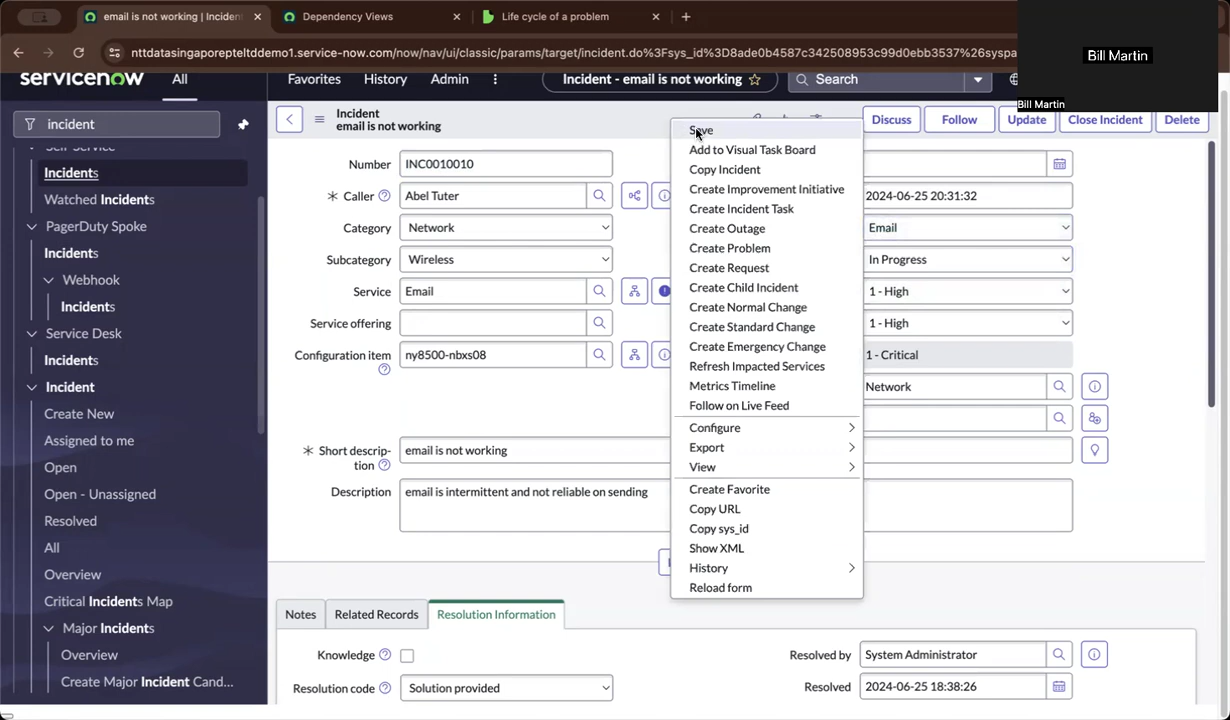 email is not working | Incident
Dependency Views
Life cycle of a problem
nttdatasingaporepteltddemo1.service-now.com/now/nav/ui/classic/params/target/incident.do%3Fsys_id%3D8ade0b4587c342508953c99d0ebb3537%26syspa
Bill Martin
Bill Martin
servicenow
All
Favorites
History
Admin
Incident - email is not working
Search
incident
Self-Service
Incidents
Watched Incidents
PagerDuty Spoke
Incidents
Webhook
Incidents
Service Desk
Incidents
Incident
Create New
Assigned to me
Open
Open - Unassigned
Resolved
All
Overview
Critical Incidents Map
Major Incidents
Overview
Create Major Incident Cand...
Incident
email is not working
Discuss
Follow
Update
Close Incident
Delete
Number
INC0010010
Caller
Abel Tuter
2024-06-25 20:31:32
Category
Network
Email
Subcategory
Wireless
In Progress
Service
Email
1 - High
Service offering
1 - High
Configuration item
ny8500-nbxs08
1 - Critical
Network
Short descrip-
tion
email is not working
Description
email is intermittent and not reliable on sending
Save
Add to Visual Task Board
Copy Incident
Create Improvement Initiative
Create Incident Task
Create Outage
Create Problem
Create Request
Create Child Incident
Create Normal Change
Create Standard Change
Create Emergency Change
Refresh Impacted Services
Metrics Timeline
Follow on Live Feed
Configure
Export
View
Create Favorite
Copy URL
Copy sys_id
Show XML
History
Reload form
Notes
Related Records
Resolution Information
Knowledge
Resolved by
System Administrator
Resolution code
Solution provided
Resolved
2024-06-25 18:38:26